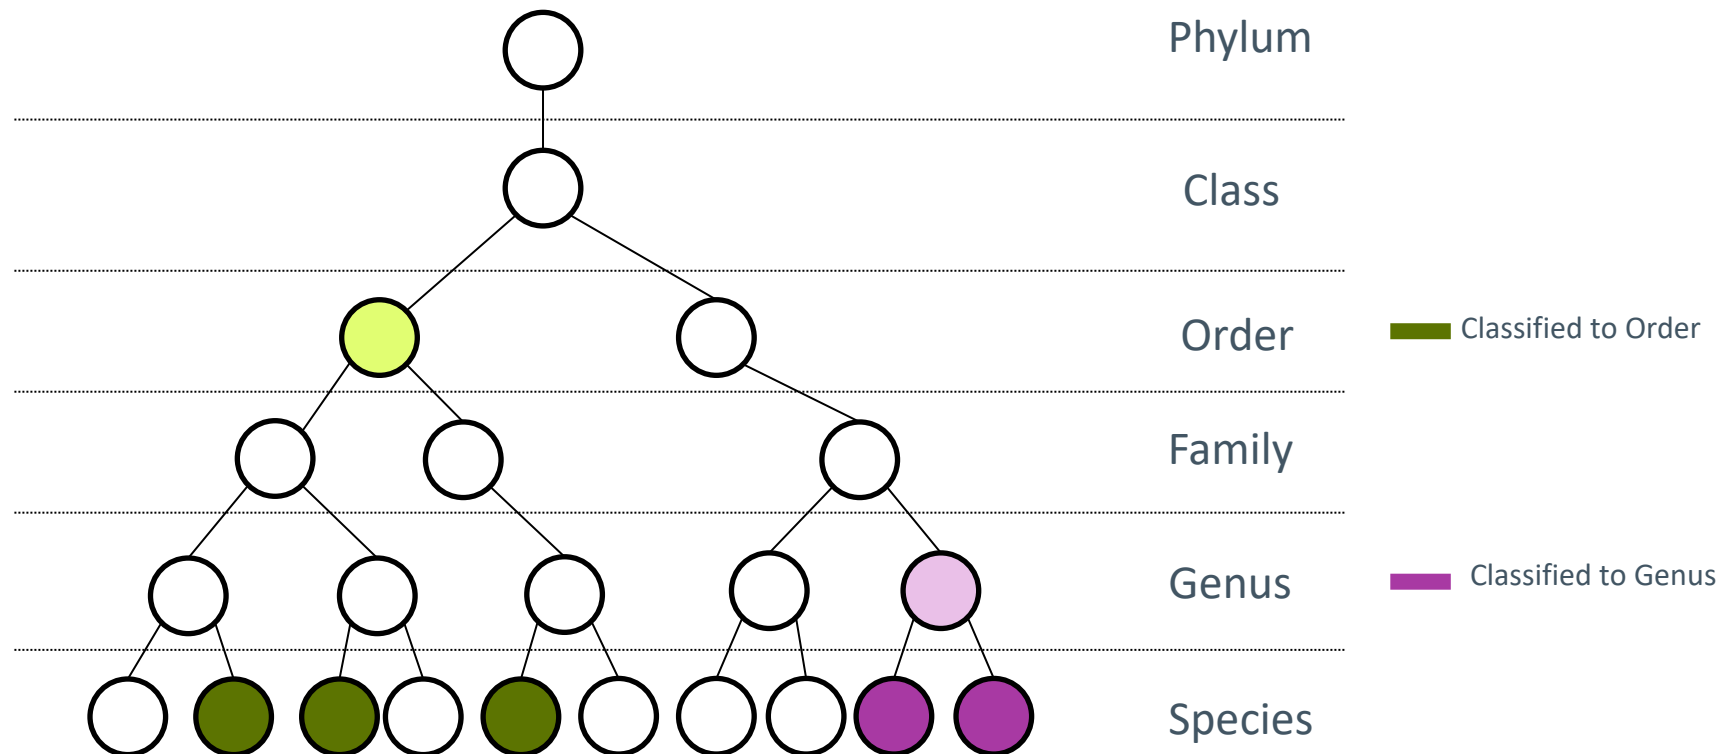 Phylum
Class
Order
Classified to Order
Family
Genus
Classified to Genus
Species